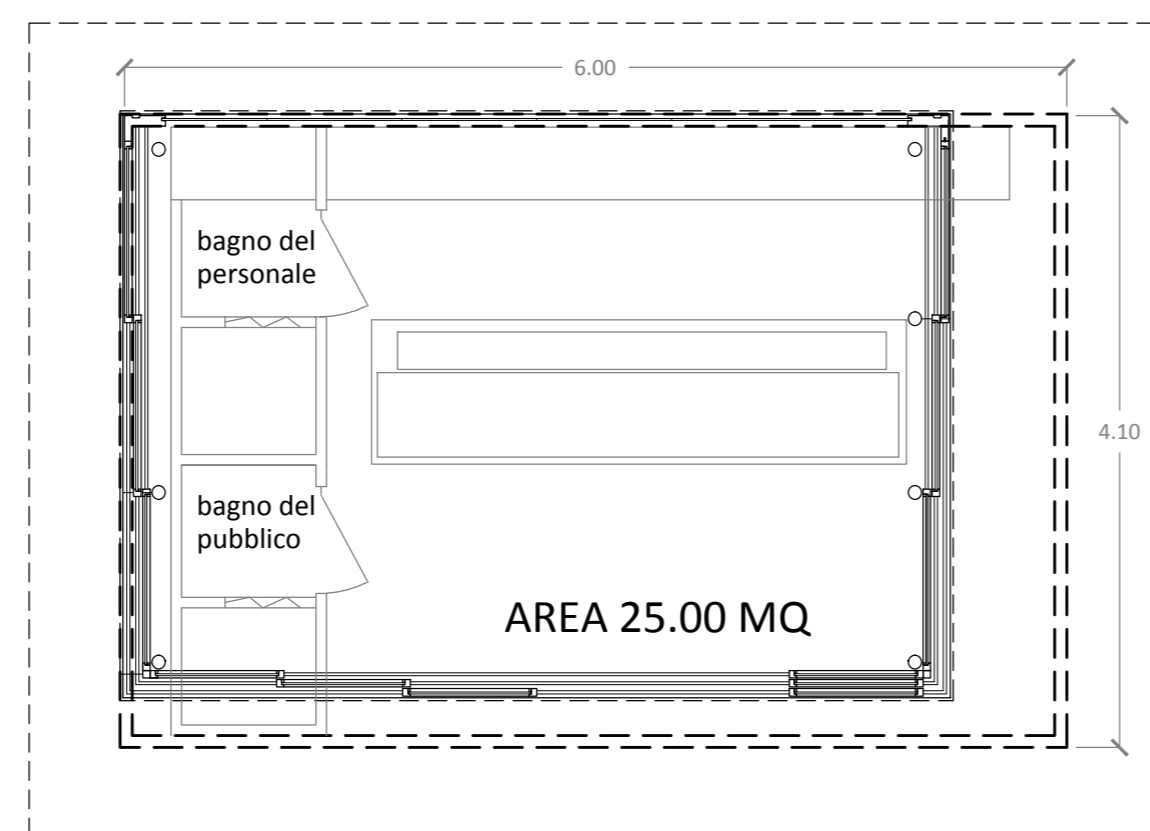 6.00
bagno del
personale
4.10
bagno del
pubblico
AREA 25.00 MQ